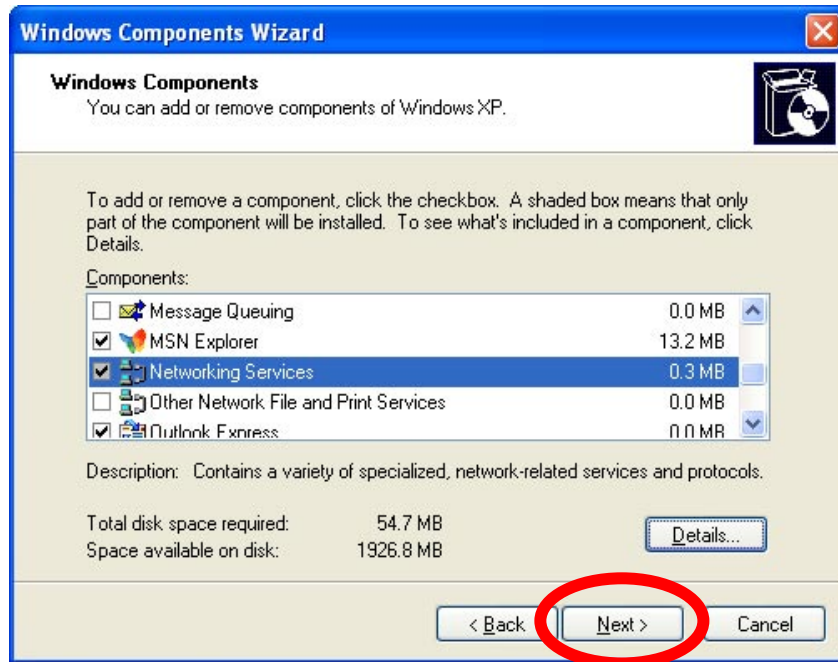 Windows Components Wizard
Windows Components
You can add or remove components of Windows XP.
To add or remove a component, click the checkbox. A shaded box means that only
part of the component will be installed. To see what's included in a component, click
Details.
Components:
Message Queuing 0.0 MB
MSN Explorer 13.2 MB
Networking Services 0.3 MB
Other Network File and Print Services 0.0 MB
Outlook Express 0.0 MB
Description: Contains a variety of specialized, network-related services and protocols.
Total disk space required: 54.7 MB
Space available on disk: 1926.8 MB
Details...
< Back Next > Cancel